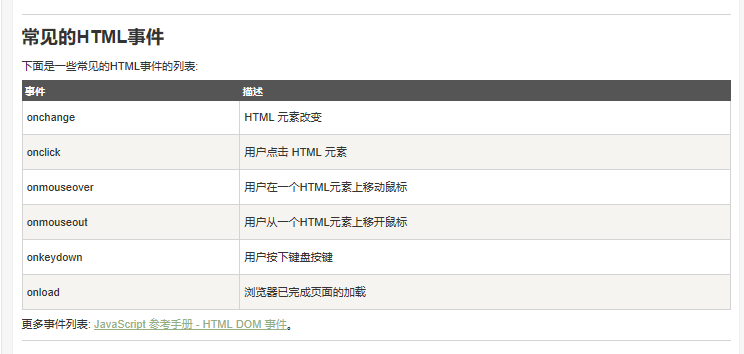 常见的HTML事件
下面是一些常见的HTML事件的列表:
事件 描述
onchange HTML 元素改变
onclick 用户点击 HTML 元素
onmouseover 用户在一个HTML元素上移动鼠标
onmouseout 用户从一个HTML元素上移开鼠标
onkeydown 用户按下键盘按键
onload 浏览器已完成页面的加载
更多事件列表: JavaScript 参考手册 - HTML DOM 事件。